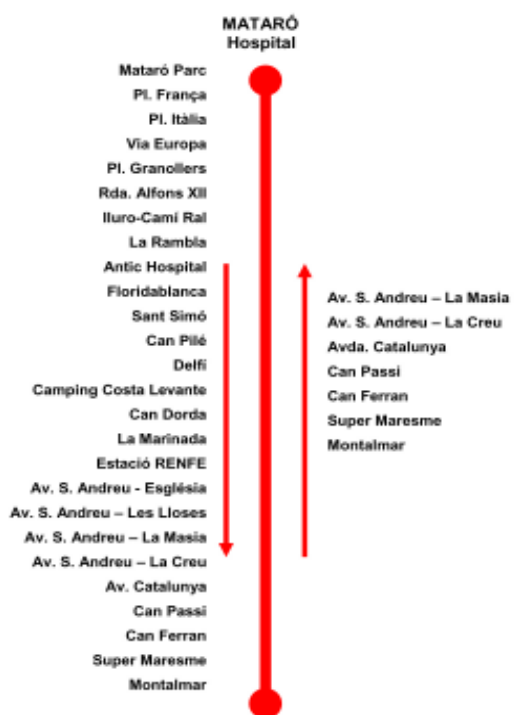 MATARÓ
Hospital
Mataró Parc
Pl. França
Pl. Itàlia
Via Europa
Pl. Granollers
Rda. Alfons XII
Iluro-Camí Ral
La Rambla
Antic Hospital
Floridablanca
Sant Simó
Can Pilé
Delfí
Camping Costa Levante
Can Dorda
La Marinada
Estació RENFE
Av. S. Andreu - Església
Av. S. Andreu – Les Lloses
Av. S. Andreu – La Masia
Av. S. Andreu – La Creu
Av. Catalunya
Can Passi
Can Ferran
Super Maresme
Montalmar
Av. S. Andreu – La Masia
Av. S. Andreu – La Creu
Avda. Catalunya
Can Passi
Can Ferran
Super Maresme
Montalmar